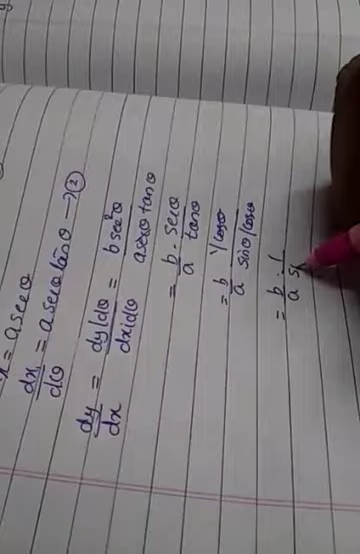 x = a secθ
dx/dθ = a secθ tanθ → ②
dy/dx = dy/dθ / dx/dθ = b sec²θ / a secθ tanθ
= b/a · secθ/tanθ
= b/a 1/cosθ / sinθ/cosθ
= b/a · 1/s